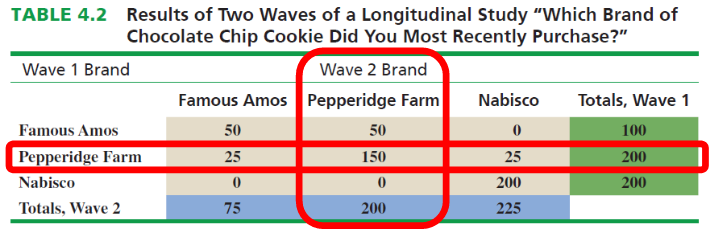 TABLE 4.2 Results of Two Waves of a Longitudinal Study “Which Brand of
Chocolate Chip Cookie Did You Most Recently Purchase?”
Wave 1 Brand Wave 2 Brand
Famous Amos Pepperidge Farm Nabisco Totals, Wave 1
Famous Amos 50 50 0 100
Pepperidge Farm 25 150 25 200
Nabisco 0 0 200 200
Totals, Wave 2 75 200 225